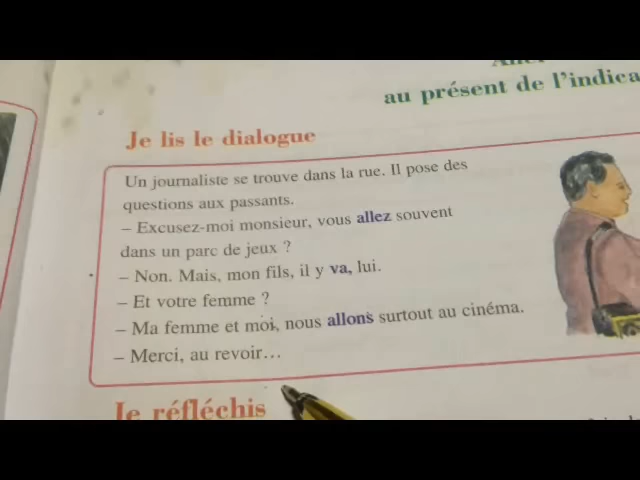 au présent de l'indica
Je lis le dialogue
Un journaliste se trouve dans la rue. Il pose des
questions aux passants.
– Excusez-moi monsieur, vous allez souvent
dans un parc de jeux ?
– Non. Mais, mon fils, il y va, lui.
– Et votre femme ?
– Ma femme et moi, nous allons surtout au cinéma.
– Merci, au revoir...
Je réfléchis